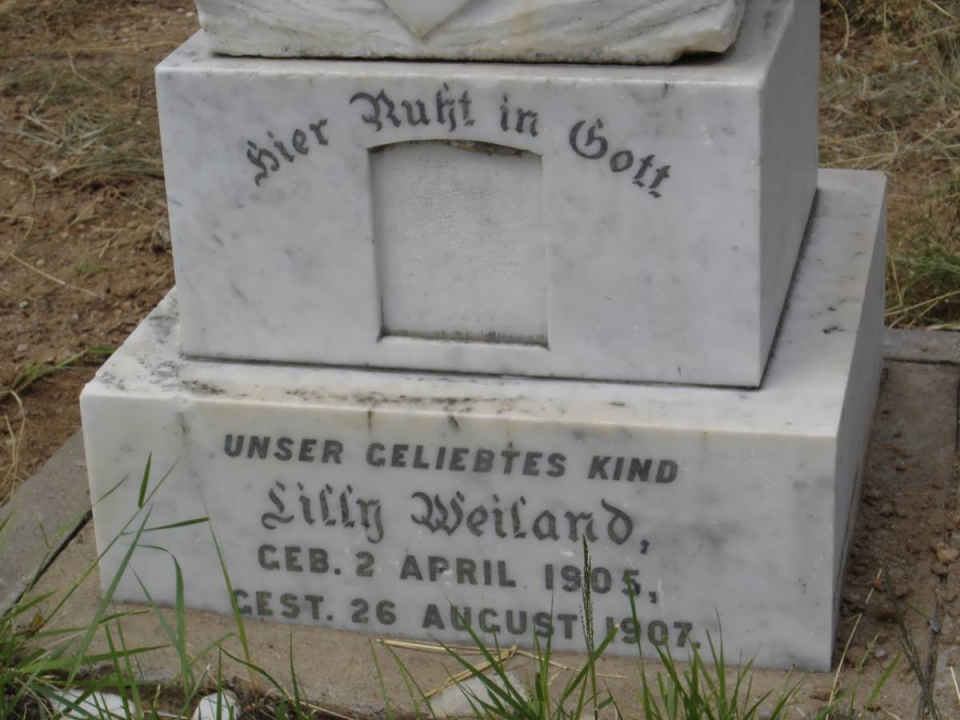 Hier Ruht in Gott
UNSER GELIEBTES KIND
Lilly Weiland,
GEB. 2 APRIL 1905,
GEST. 26 AUGUST 1907.